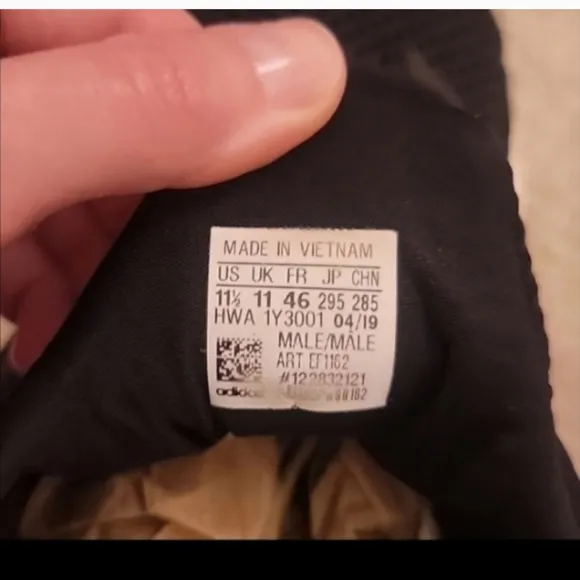 MADE IN VIETNAM
US UK FR JP CHN
11½ 11 46 295 285
HWA 1Y3001 04/19
MALE/MÂLE
ART EF1162
#122832121
adidas